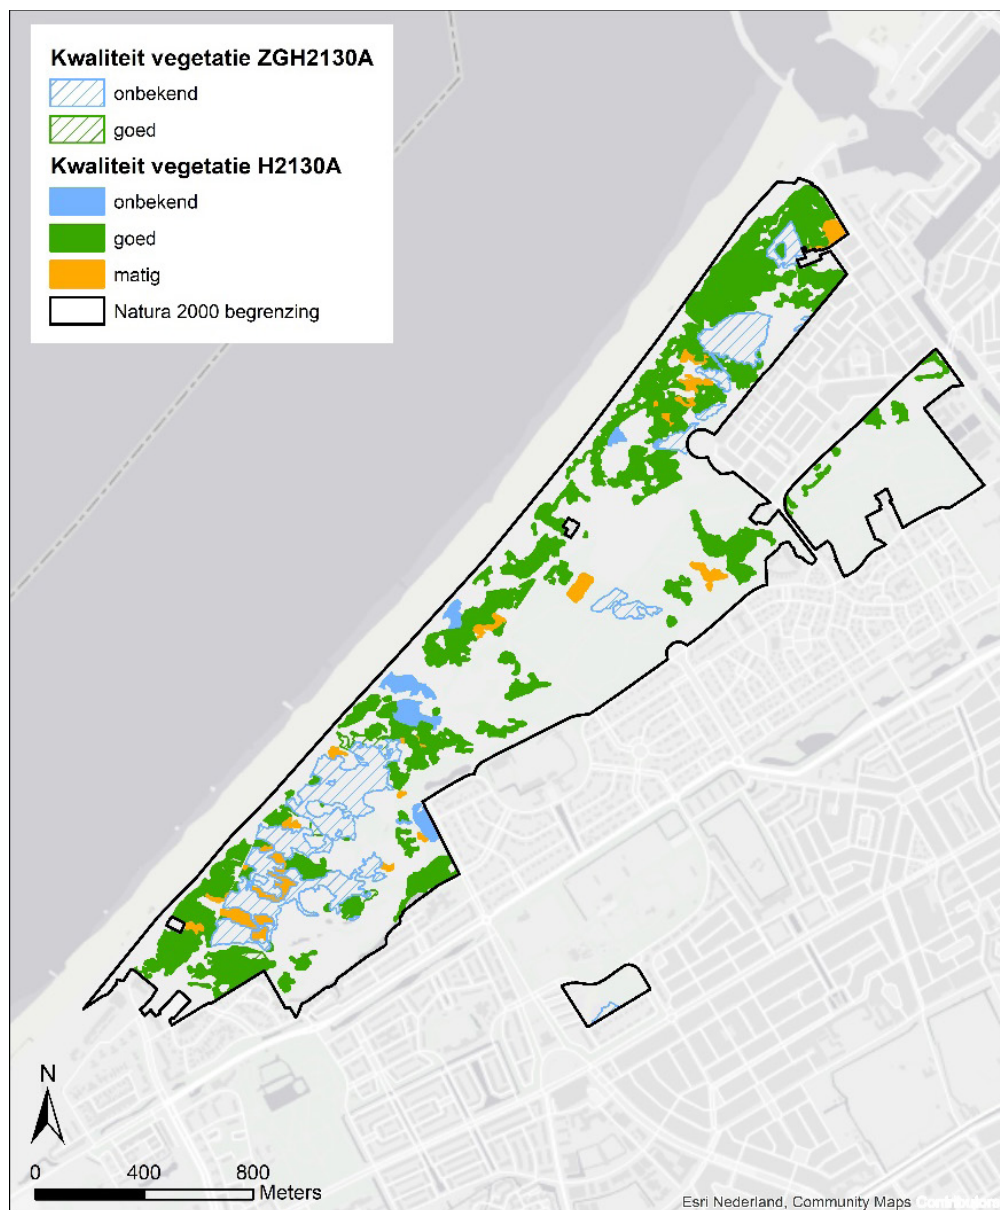 Kwaliteit vegetatie ZGH2130A
onbekend
goed
Kwaliteit vegetatie H2130A
onbekend
goed
matig
Natura 2000 begrenzing
N
0 400 800
Meters
Esri Nederland, Community Maps Contributors